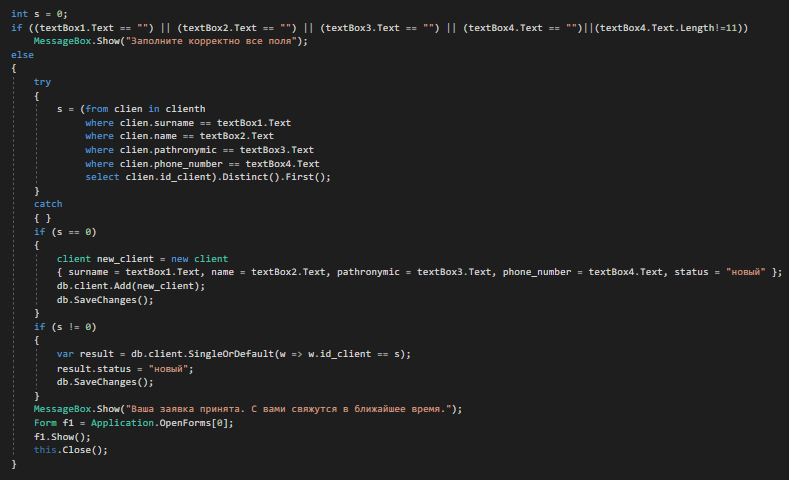 int s = 0;
if ((textBox1.Text == "") || (textBox2.Text == "") || (textBox3.Text == "") || (textBox4.Text == "")||(textBox4.Text.Length!=11))
MessageBox.Show("Заполните корректно все поля");
else
{
try
{
s = (from clien in clienth
where clien.surname == textBox1.Text
where clien.name == textBox2.Text
where clien.pathronymic == textBox3.Text
where clien.phone_number == textBox4.Text
select clien.id_client).Distinct().First();
}
catch
{ }
if (s == 0)
{
client new_client = new client
{ surname = textBox1.Text, name = textBox2.Text, pathronymic = textBox3.Text, phone_number = textBox4.Text, status = "новый" };
db.client.Add(new_client);
db.SaveChanges();
}
if (s != 0)
{
var result = db.client.SingleOrDefault(w => w.id_client == s);
result.status = "новый";
db.SaveChanges();
}
MessageBox.Show("Ваша заявка принята. С вами свяжутся в ближайшее время.");
Form f1 = Application.OpenForms[0];
f1.Show();
this.Close();
}